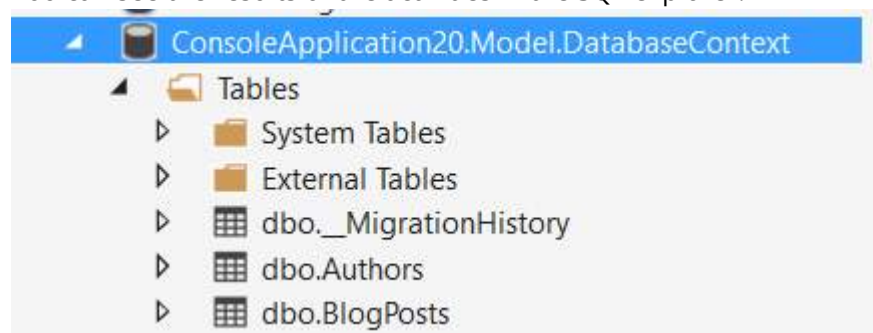 ConsoleApplication20.Model.DatabaseContext
Tables
System Tables
External Tables
dbo.__MigrationHistory
dbo.Authors
dbo.BlogPosts